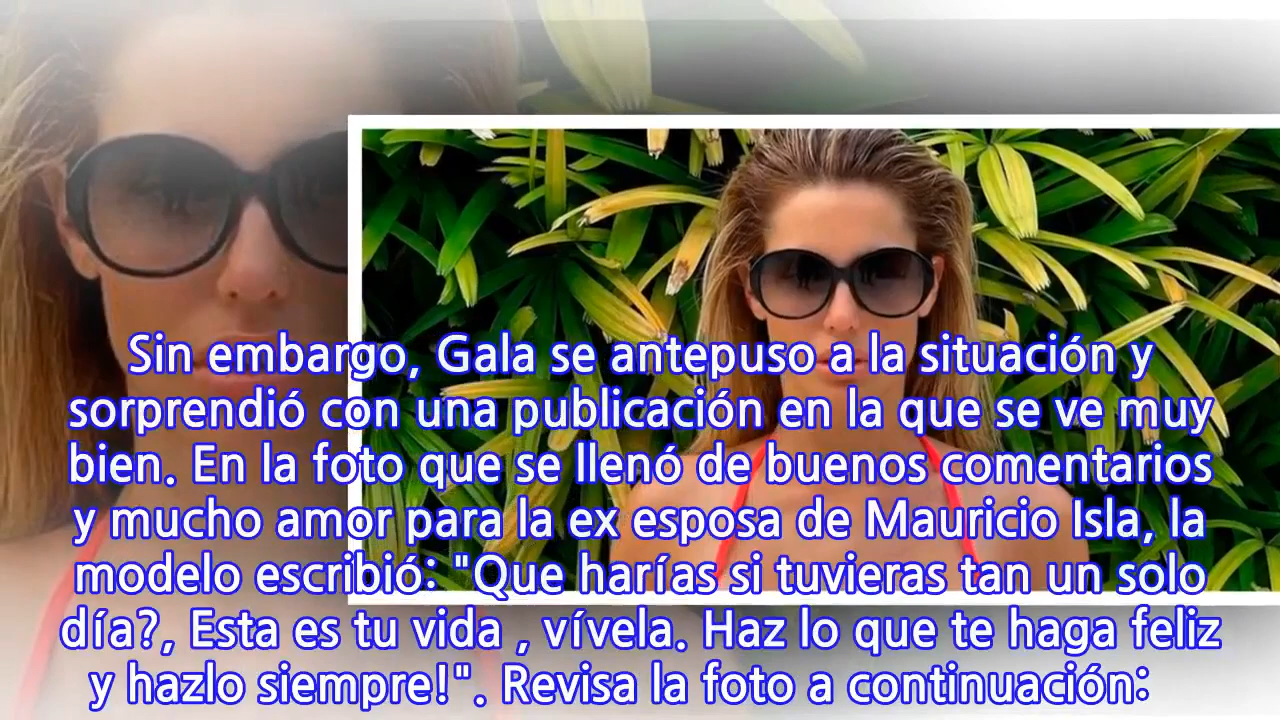 Sin embargo, Gala se antepuso a la situación y
sorprendió con una publicación en la que se ve muy
bien. En la foto que se llenó de buenos comentarios
y mucho amor para la ex esposa de Mauricio Isla, la
modelo escribió: "Que harías si tuvieras tan un solo
día?, Esta es tu vida , vívela. Haz lo que te haga feliz
y hazlo siempre!". Revisa la foto a continuación: